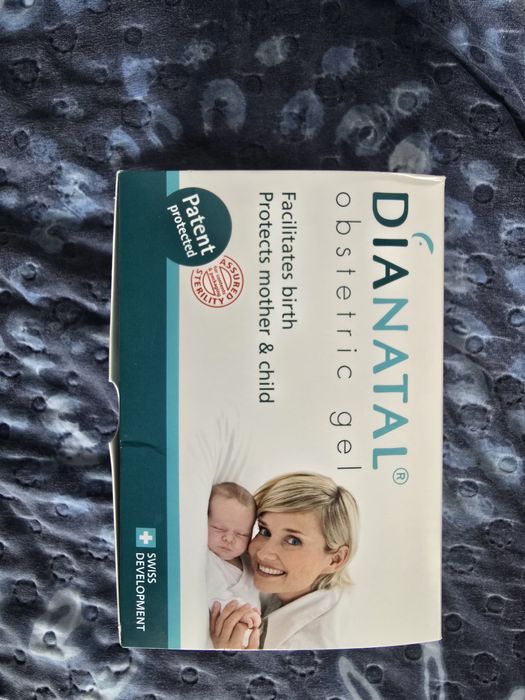 DIANATAL®
obstetric gel
Facilitates birth
Protects mother & child
Patent
protected
ASSURED
STERILITY
SWISS
DEVELOPMENT